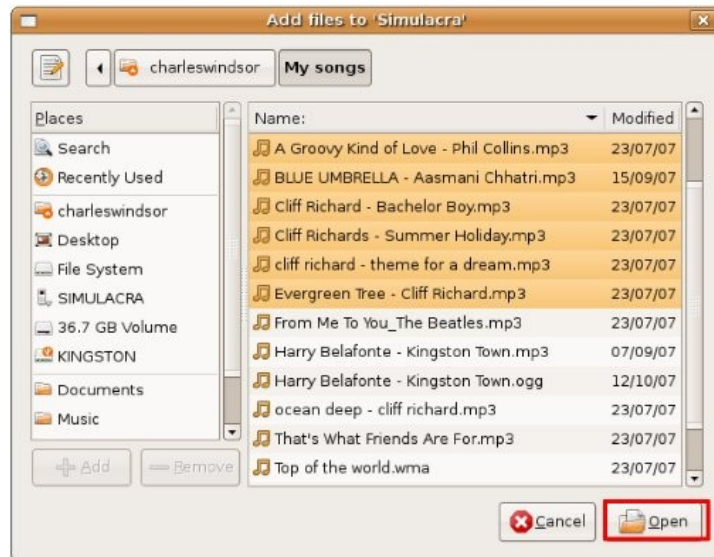 Add files to 'Simulacra'
charleswindsor My songs
Places
Search
Recently Used
charleswindsor
Desktop
File System
SIMULACRA
36.7 GB Volume
KINGSTON
Documents
Music
Add Remove
Name: Modified
A Groovy Kind of Love - Phil Collins.mp3 23/07/07
BLUE UMBRELLA - Aasmani Chhatri.mp3 15/09/07
Cliff Richard - Bachelor Boy.mp3 23/07/07
Cliff Richards - Summer Holiday.mp3 23/07/07
cliff richard - theme for a dream.mp3 23/07/07
Evergreen Tree - Cliff Richard.mp3 23/07/07
From Me To You_The Beatles.mp3 23/07/07
Harry Belafonte - Kingston Town.mp3 07/09/07
Harry Belafonte - Kingston Town.ogg 12/10/07
ocean deep - cliff richard.mp3 23/07/07
That's What Friends Are For.mp3 23/07/07
Top of the world.wma 23/07/07
Cancel Open